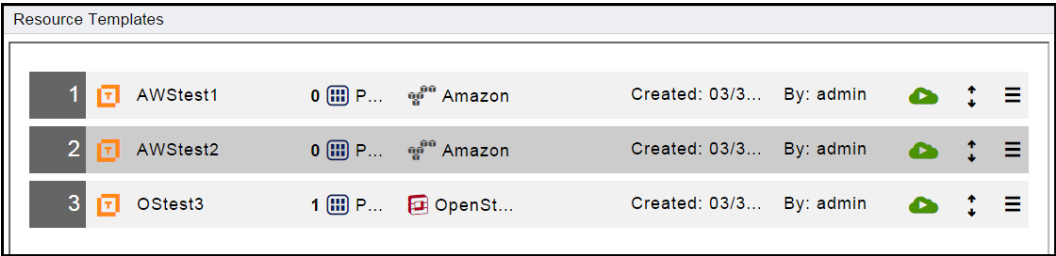 Resource Templates
1 T AWStest1 0 P... Amazon Created: 03/3... By: admin
2 T AWStest2 0 P... Amazon Created: 03/3... By: admin
3 T OStest3 1 P... OpenSt... Created: 03/3... By: admin